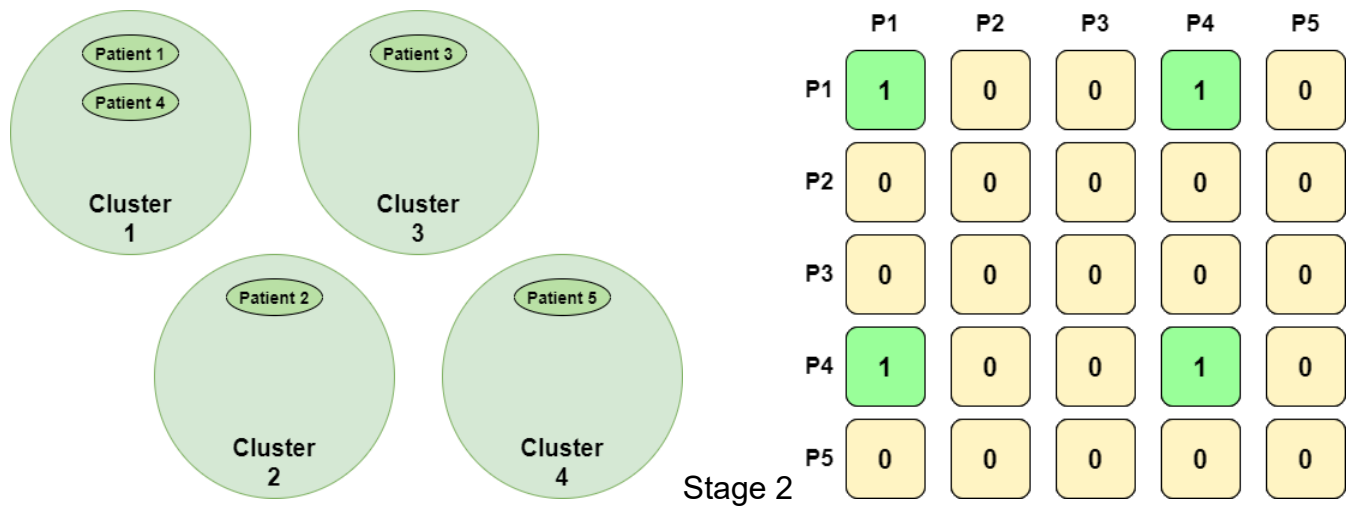 Patient 1
Patient 4
Cluster
1
Patient 3
Cluster
3
Patient 2
Cluster
2
Patient 5
Cluster
4
Stage 2
P1 P2 P3 P4 P5
P1 1 0 0 1 0
P2 0 0 0 0 0
P3 0 0 0 0 0
P4 1 0 0 1 0
P5 0 0 0 0 0